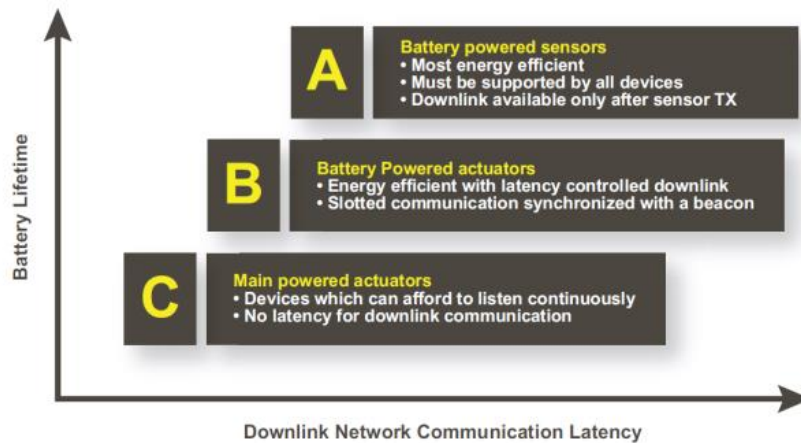 Battery Lifetime
A
Battery powered sensors
• Most energy efficient
• Must be supported by all devices
• Downlink available only after sensor TX
B
Battery Powered actuators
• Energy efficient with latency controlled downlink
• Slotted communication synchronized with a beacon
C
Main powered actuators
• Devices which can afford to listen continuously
• No latency for downlink communication
Downlink Network Communication Latency